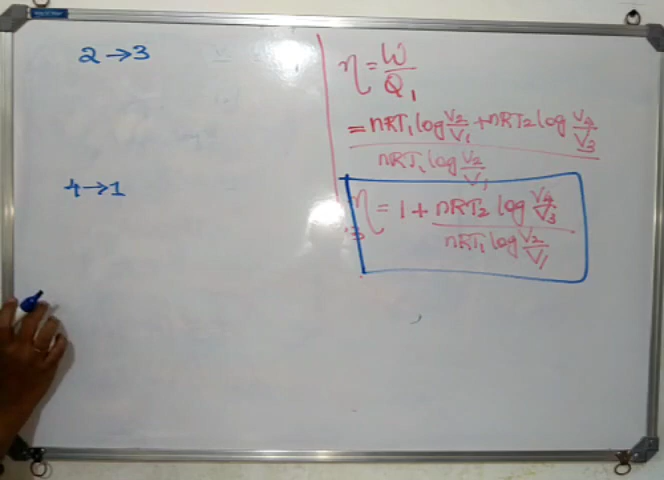 2 → 3
4 → 1
η = W / Q₁
= nRT₁ log V₂/V₁ + nRT₂ log V₄/V₃
nRT₁ log V₂/V₁
η = 1 + nRT₂ log V₄/V₃
nRT₁ log V₂/V₁